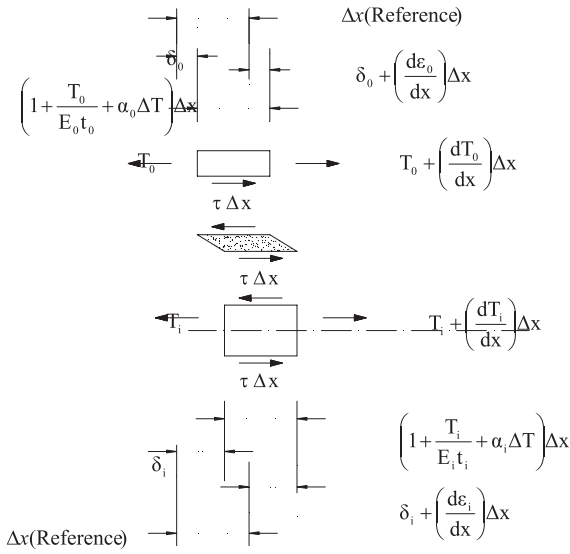 Δx(Reference)
δ₀
δ₀ + (dε₀/dx)Δx
(1 + T₀/(E₀t₀) + α₀ΔT)Δx
T₀
T₀ + (dT₀/dx)Δx
τ Δx
τ Δx
Tᵢ
Tᵢ + (dTᵢ/dx)Δx
τ Δx
(1 + Tᵢ/(Eᵢtᵢ) + αᵢΔT)Δx
δᵢ
δᵢ + (dεᵢ/dx)Δx
Δx(Reference)